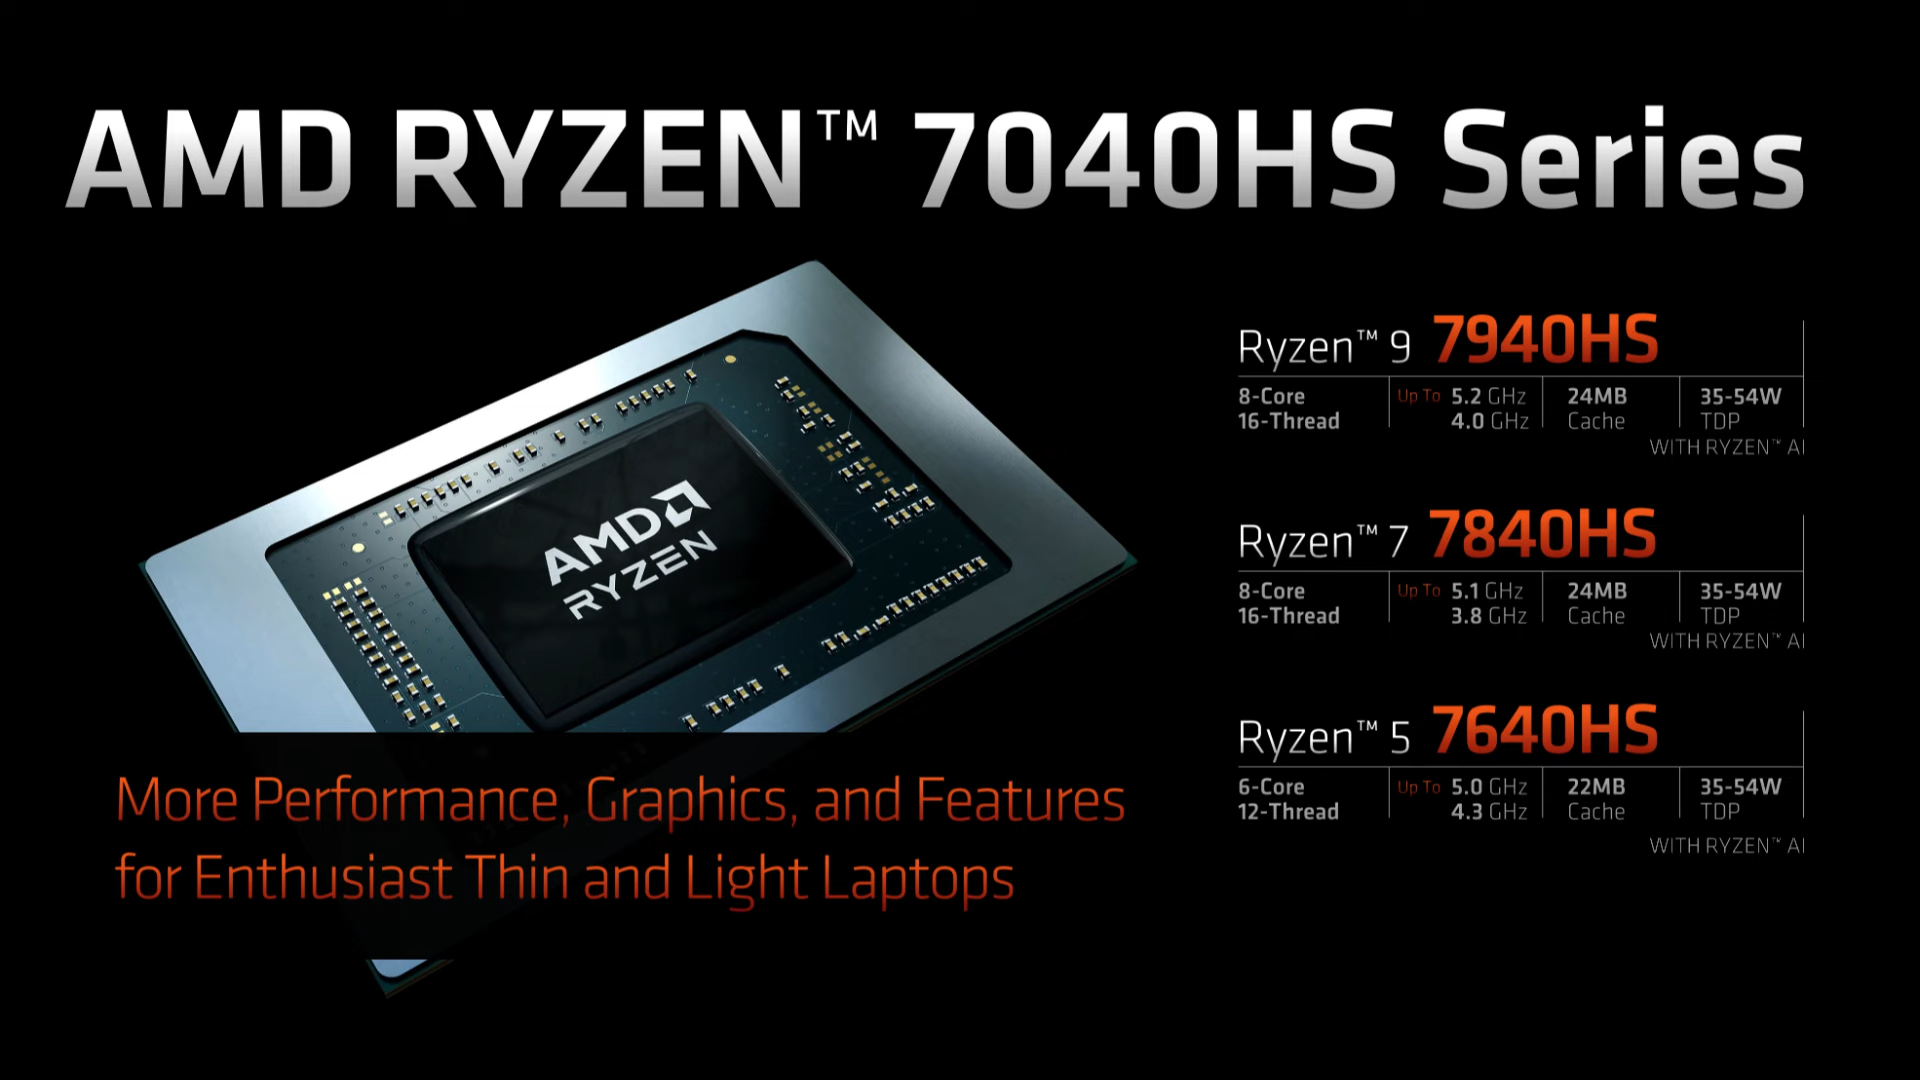 AMD RYZEN™ 7040HS Series
AMD
RYZEN
More Performance, Graphics, and Features
for Enthusiast Thin and Light Laptops
Ryzen™ 9 7940HS
8-Core Up To 5.2 GHz 24MB 35-54W
16-Thread 4.0 GHz Cache TDP
WITH RYZEN™ AI
Ryzen™ 7 7840HS
8-Core Up To 5.1 GHz 24MB 35-54W
16-Thread 3.8 GHz Cache TDP
WITH RYZEN™ AI
Ryzen™ 5 7640HS
6-Core Up To 5.0 GHz 22MB 35-54W
12-Thread 4.3 GHz Cache TDP
WITH RYZEN™ AI